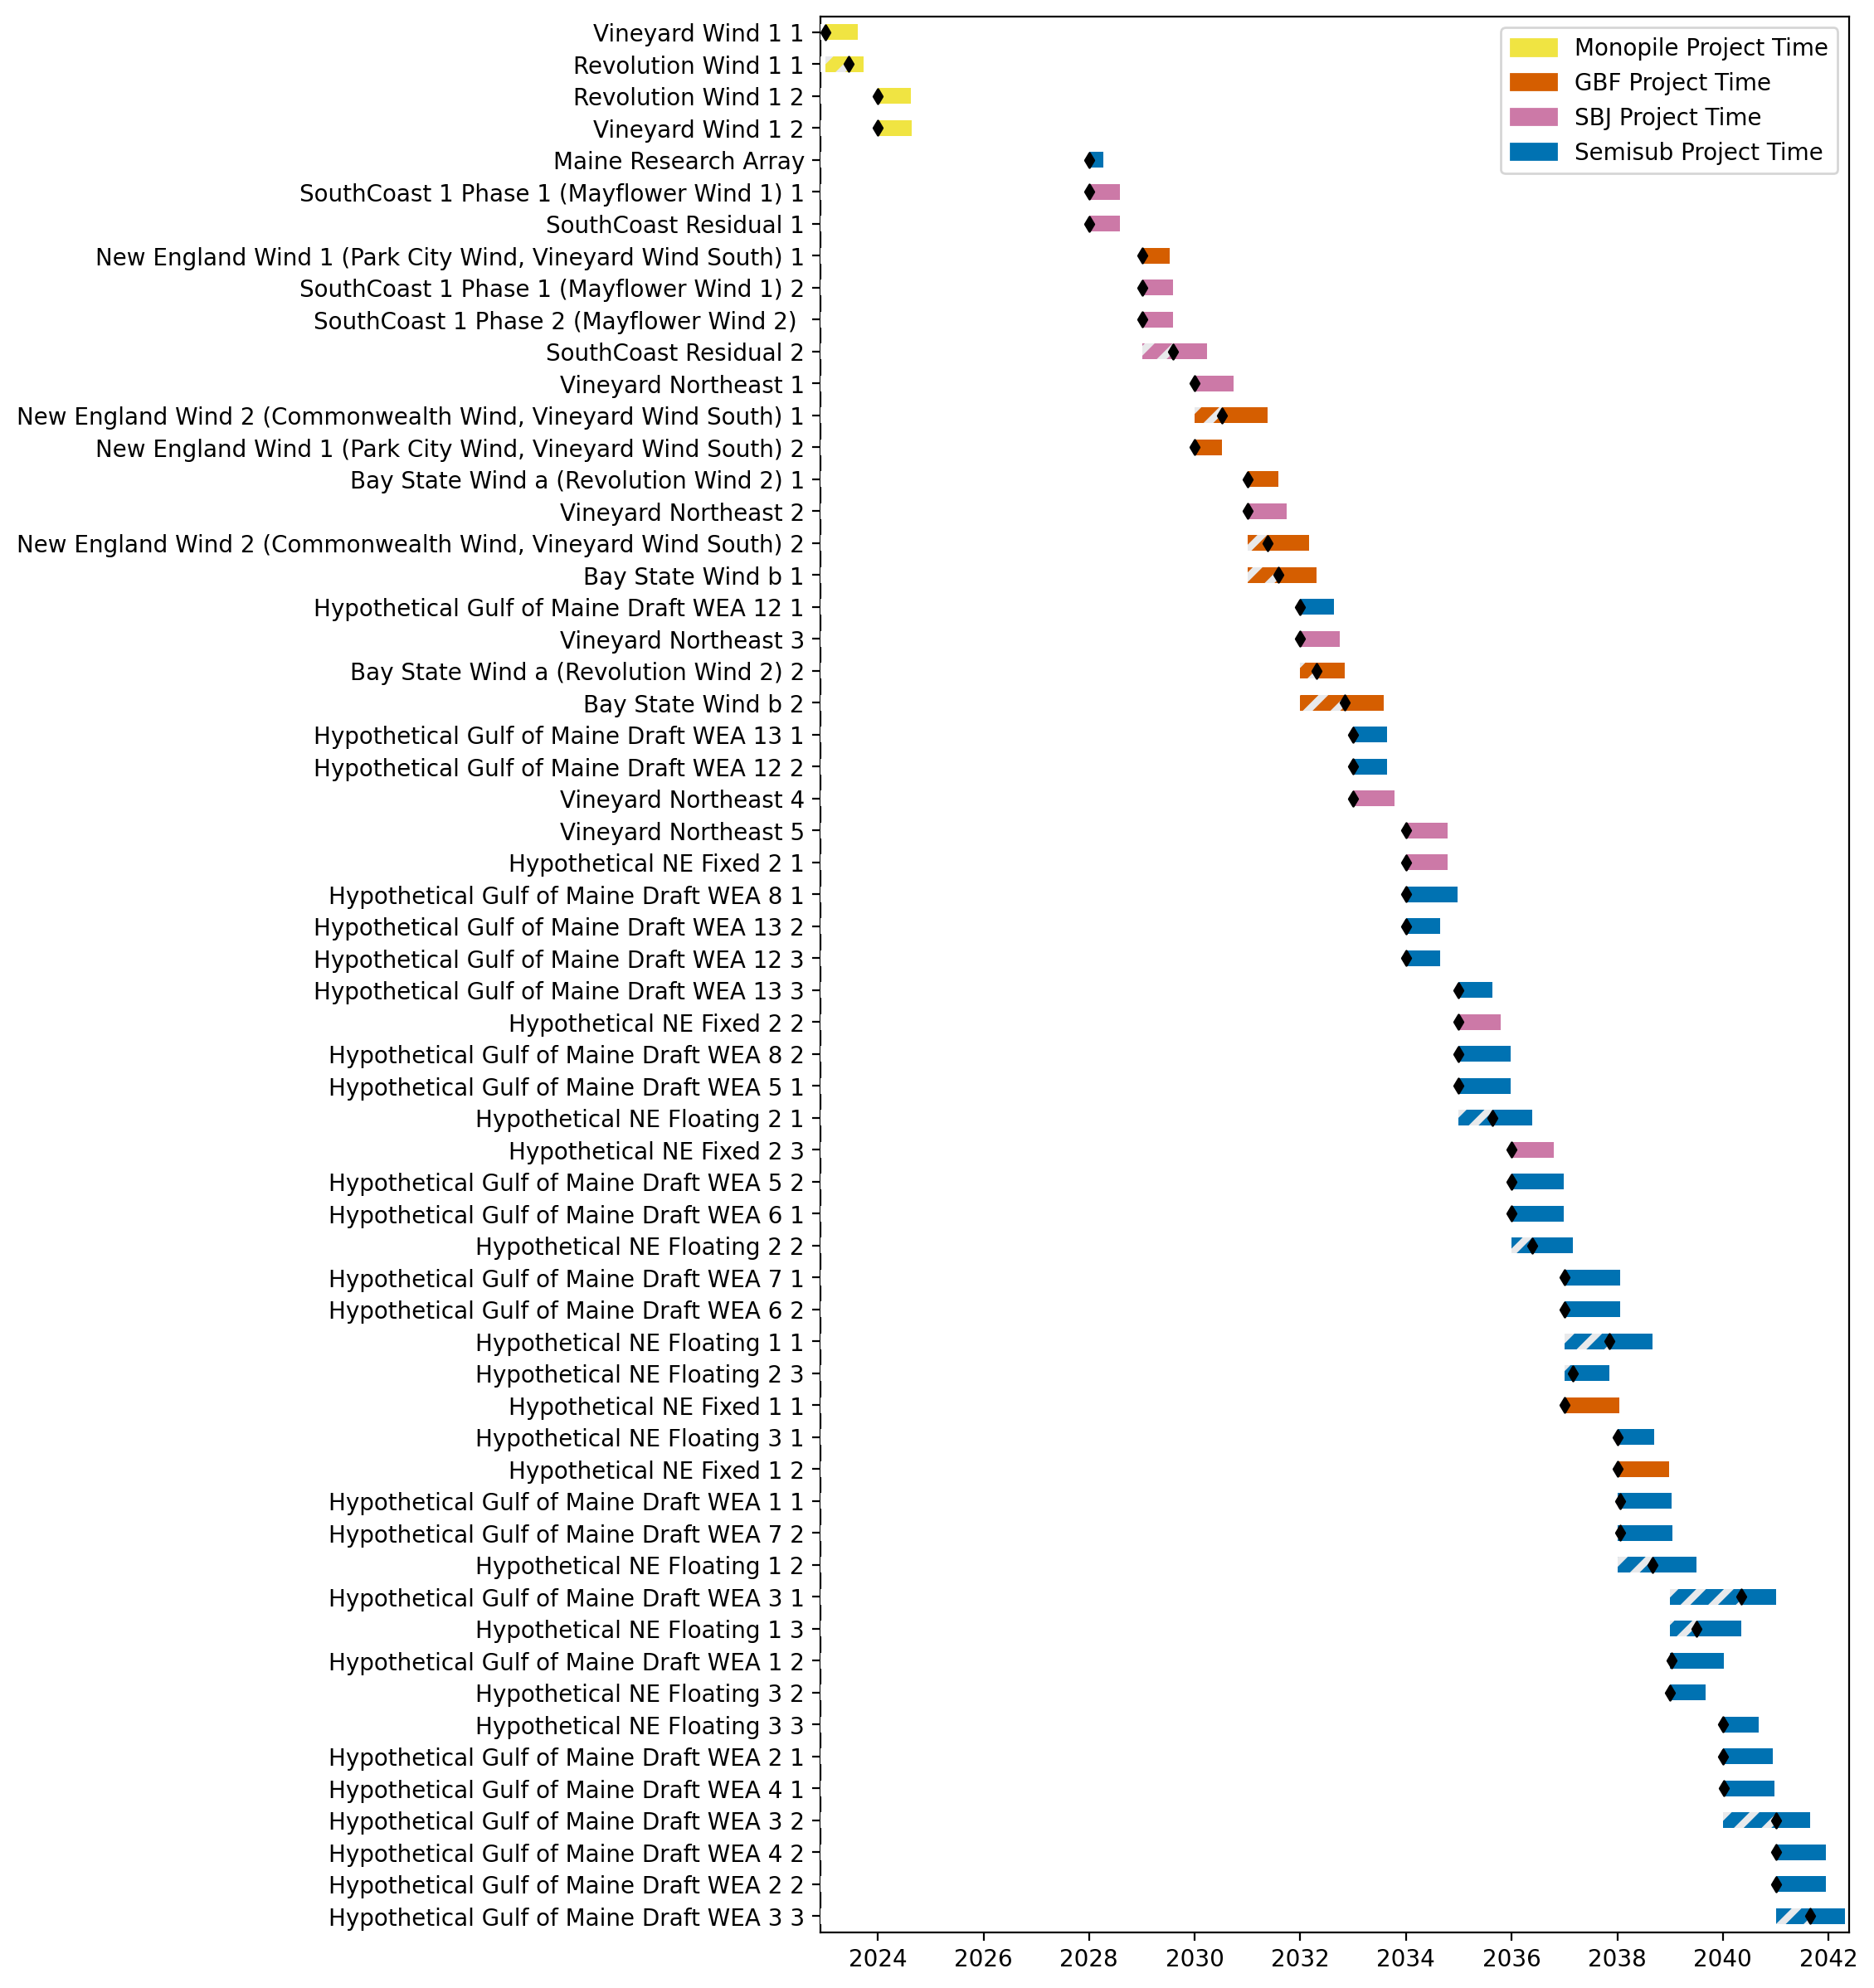 Vineyard Wind 1 1
Revolution Wind 1 1
Revolution Wind 1 2
Vineyard Wind 1 2
Maine Research Array
SouthCoast 1 Phase 1 (Mayflower Wind 1) 1
SouthCoast Residual 1
New England Wind 1 (Park City Wind, Vineyard Wind South) 1
SouthCoast 1 Phase 1 (Mayflower Wind 1) 2
SouthCoast 1 Phase 2 (Mayflower Wind 2)
SouthCoast Residual 2
Vineyard Northeast 1
New England Wind 2 (Commonwealth Wind, Vineyard Wind South) 1
New England Wind 1 (Park City Wind, Vineyard Wind South) 2
Bay State Wind a (Revolution Wind 2) 1
Vineyard Northeast 2
New England Wind 2 (Commonwealth Wind, Vineyard Wind South) 2
Bay State Wind b 1
Hypothetical Gulf of Maine Draft WEA 12 1
Vineyard Northeast 3
Bay State Wind a (Revolution Wind 2) 2
Bay State Wind b 2
Hypothetical Gulf of Maine Draft WEA 13 1
Hypothetical Gulf of Maine Draft WEA 12 2
Vineyard Northeast 4
Vineyard Northeast 5
Hypothetical NE Fixed 2 1
Hypothetical Gulf of Maine Draft WEA 8 1
Hypothetical Gulf of Maine Draft WEA 13 2
Hypothetical Gulf of Maine Draft WEA 12 3
Hypothetical Gulf of Maine Draft WEA 13 3
Hypothetical NE Fixed 2 2
Hypothetical Gulf of Maine Draft WEA 8 2
Hypothetical Gulf of Maine Draft WEA 5 1
Hypothetical NE Floating 2 1
Hypothetical NE Fixed 2 3
Hypothetical Gulf of Maine Draft WEA 5 2
Hypothetical Gulf of Maine Draft WEA 6 1
Hypothetical NE Floating 2 2
Hypothetical Gulf of Maine Draft WEA 7 1
Hypothetical Gulf of Maine Draft WEA 6 2
Hypothetical NE Floating 1 1
Hypothetical NE Floating 2 3
Hypothetical NE Fixed 1 1
Hypothetical NE Floating 3 1
Hypothetical NE Fixed 1 2
Hypothetical Gulf of Maine Draft WEA 1 1
Hypothetical Gulf of Maine Draft WEA 7 2
Hypothetical NE Floating 1 2
Hypothetical Gulf of Maine Draft WEA 3 1
Hypothetical NE Floating 1 3
Hypothetical Gulf of Maine Draft WEA 1 2
Hypothetical NE Floating 3 2
Hypothetical NE Floating 3 3
Hypothetical Gulf of Maine Draft WEA 2 1
Hypothetical Gulf of Maine Draft WEA 4 1
Hypothetical Gulf of Maine Draft WEA 3 2
Hypothetical Gulf of Maine Draft WEA 4 2
Hypothetical Gulf of Maine Draft WEA 2 2
Hypothetical Gulf of Maine Draft WEA 3 3
Monopile Project Time
GBF Project Time
SBJ Project Time
Semisub Project Time
2024 2026 2028 2030 2032 2034 2036 2038 2040 2042